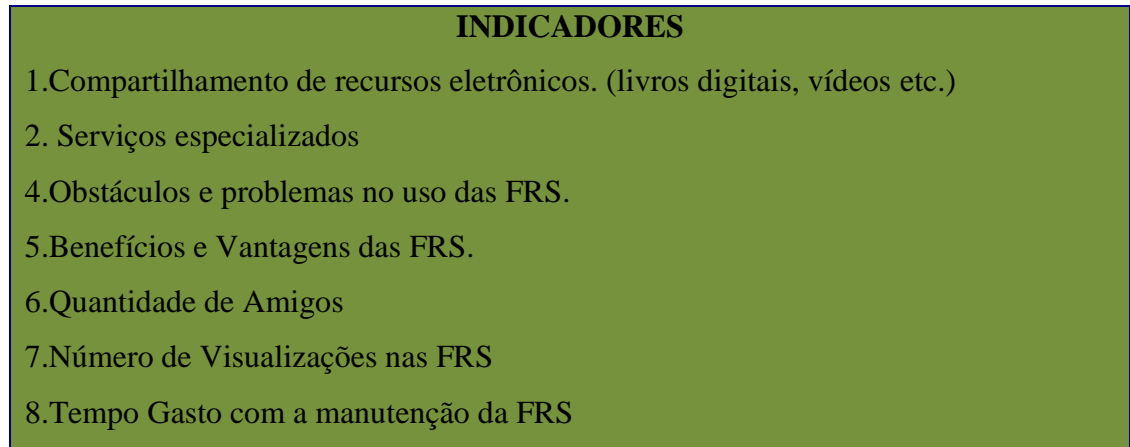 INDICADORES
1.Compartilhamento de recursos eletrônicos. (livros digitais, vídeos etc.)
2. Serviços especializados
4.Obstáculos e problemas no uso das FRS.
5.Benefícios e Vantagens das FRS.
6.Quantidade de Amigos
7.Número de Visualizações nas FRS
8.Tempo Gasto com a manutenção da FRS